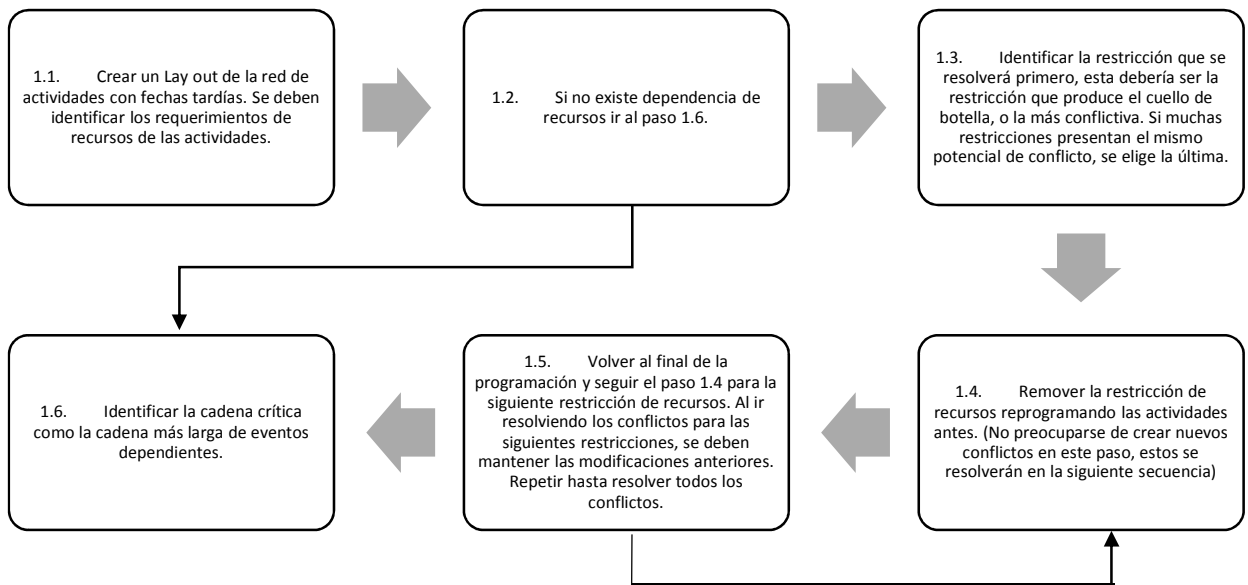 1.1. Crear un Lay out de la red de
actividades con fechas tardías. Se deben
identificar los requerimientos de
recursos de las actividades.
1.2. Si no existe dependencia de
recursos ir al paso 1.6.
1.3. Identificar la restricción que se
resolverá primero, esta debería ser la
restricción que produce el cuello de
botella, o la más conflictiva. Si muchas
restricciones presentan el mismo
potencial de conflicto, se elige la última.
1.4. Remover la restricción de
recursos reprogramando las actividades
antes. (No preocuparse de crear nuevos
conflictos en este paso, estos se
resolverán en la siguiente secuencia)
1.5. Volver al final de la
programación y seguir el paso 1.4 para la
siguiente restricción de recursos. Al ir
resolviendo los conflictos para las
siguientes restricciones, se deben
mantener las modificaciones anteriores.
Repetir hasta resolver todos los
conflictos.
1.6. Identificar la cadena crítica
como la cadena más larga de eventos
dependientes.